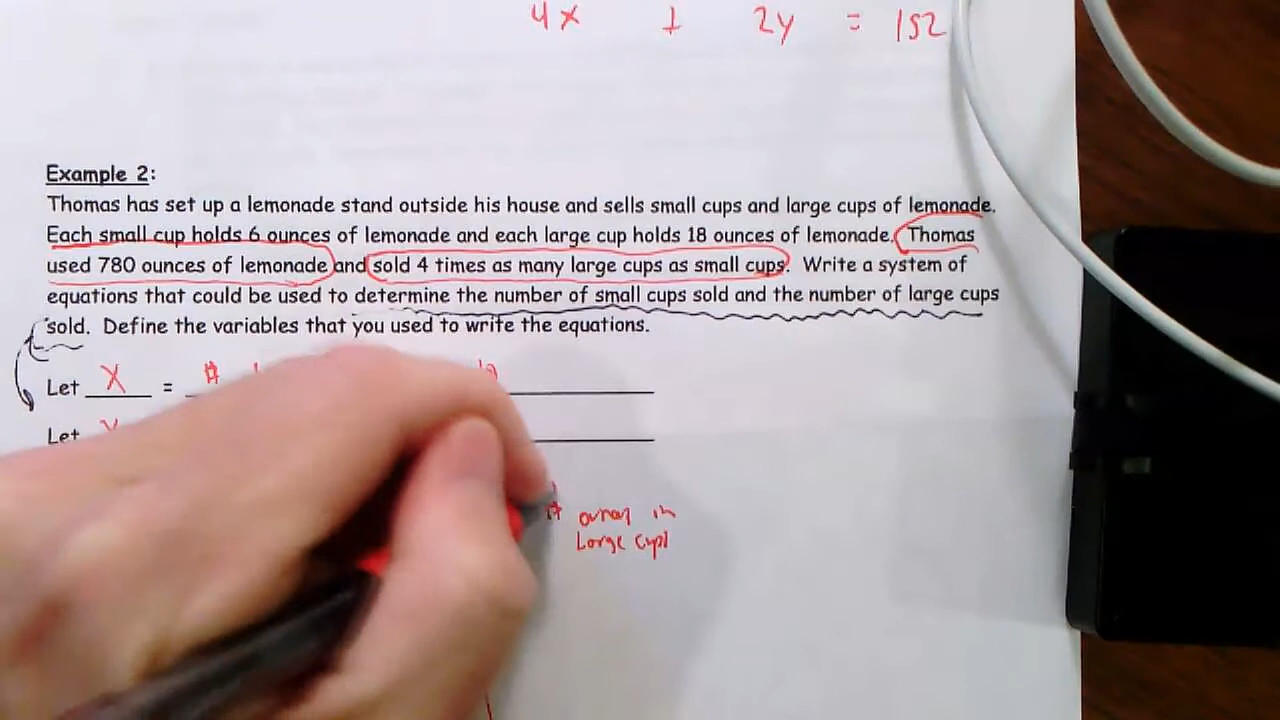 4x + 2y = 152
Example 2:
Thomas has set up a lemonade stand outside his house and sells small cups and large cups of lemonade.
Each small cup holds 6 ounces of lemonade and each large cup holds 18 ounces of lemonade. Thomas
used 780 ounces of lemonade and sold 4 times as many large cups as small cups. Write a system of
equations that could be used to determine the number of small cups sold and the number of large cups
sold. Define the variables that you used to write the equations.
Let x = #
Let
# in
Large cups